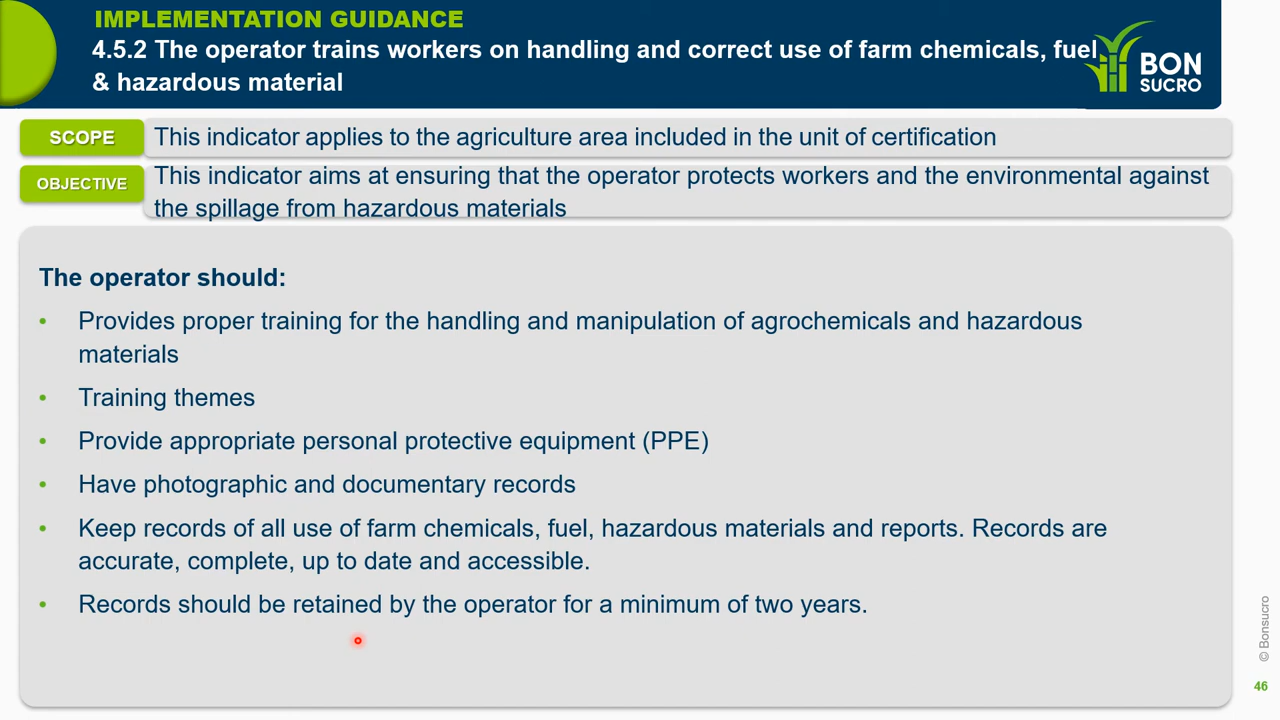 IMPLEMENTATION GUIDANCE
4.5.2 The operator trains workers on handling and correct use of farm chemicals, fuel
& hazardous material
BON
SUCRO
SCOPE
This indicator applies to the agriculture area included in the unit of certification
OBJECTIVE
This indicator aims at ensuring that the operator protects workers and the environmental against
the spillage from hazardous materials
The operator should:
• Provides proper training for the handling and manipulation of agrochemicals and hazardous
materials
• Training themes
• Provide appropriate personal protective equipment (PPE)
• Have photographic and documentary records
• Keep records of all use of farm chemicals, fuel, hazardous materials and reports. Records are
accurate, complete, up to date and accessible.
• Records should be retained by the operator for a minimum of two years.
© Bonsucro
46